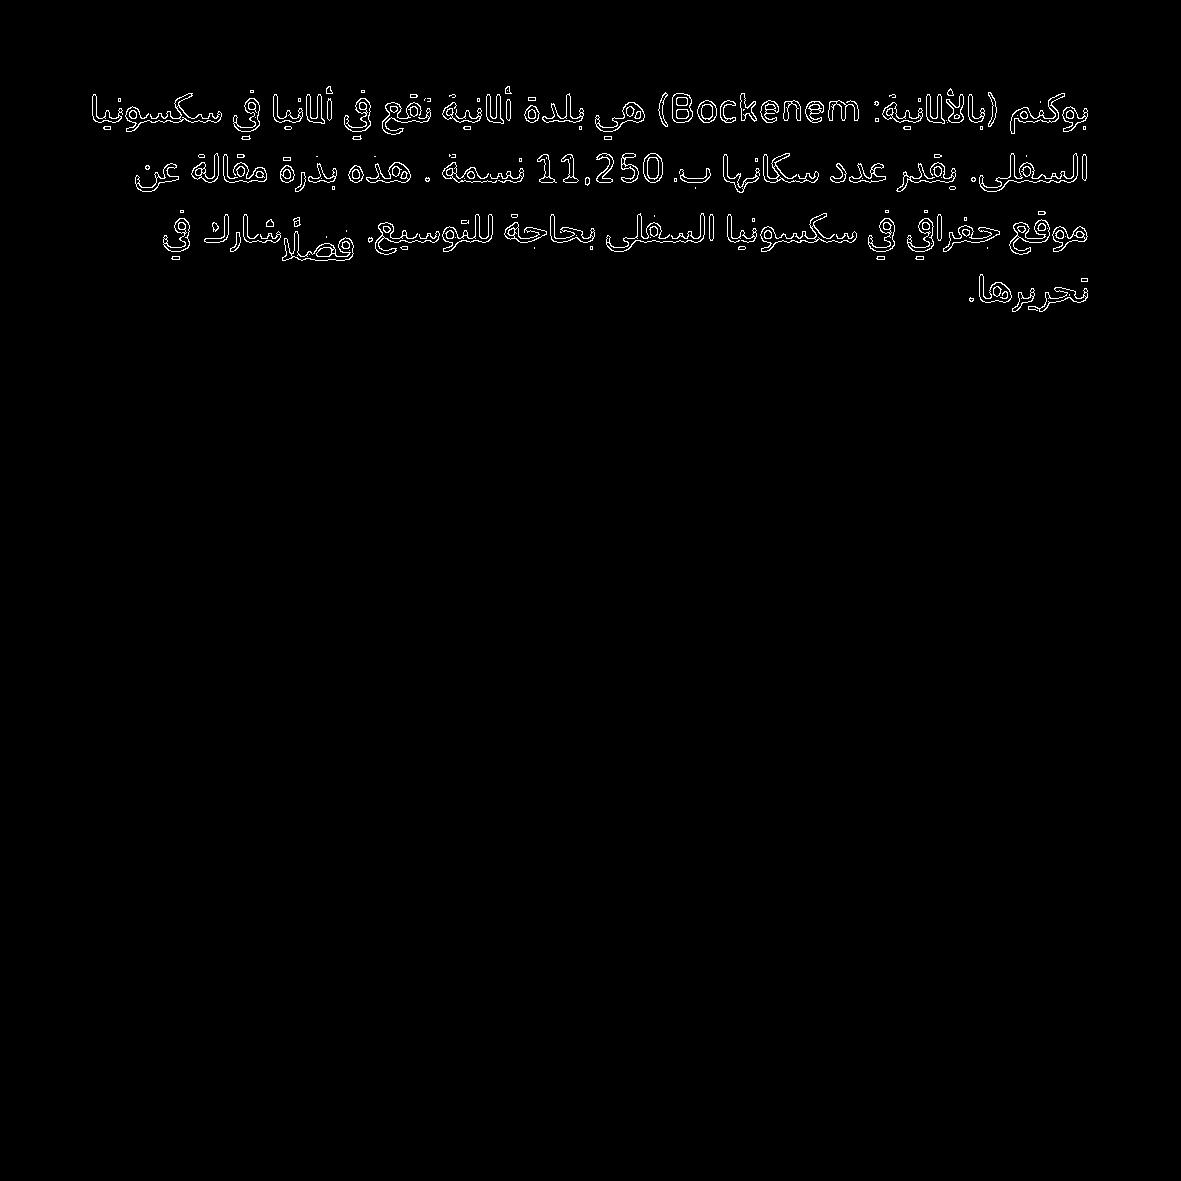 بوكنم (بالألمانية: Bockenem) هي بلدة ألمانية تقع في ألمانيا في سكسونيا
السفلى. يقدر عدد سكانها ب. 11,250 نسمة . هذه بذرة مقالة عن
موقع جغرافي في سكسونيا السفلى بحاجة للتوسيع. فضلًا شارك في
تحريرها.